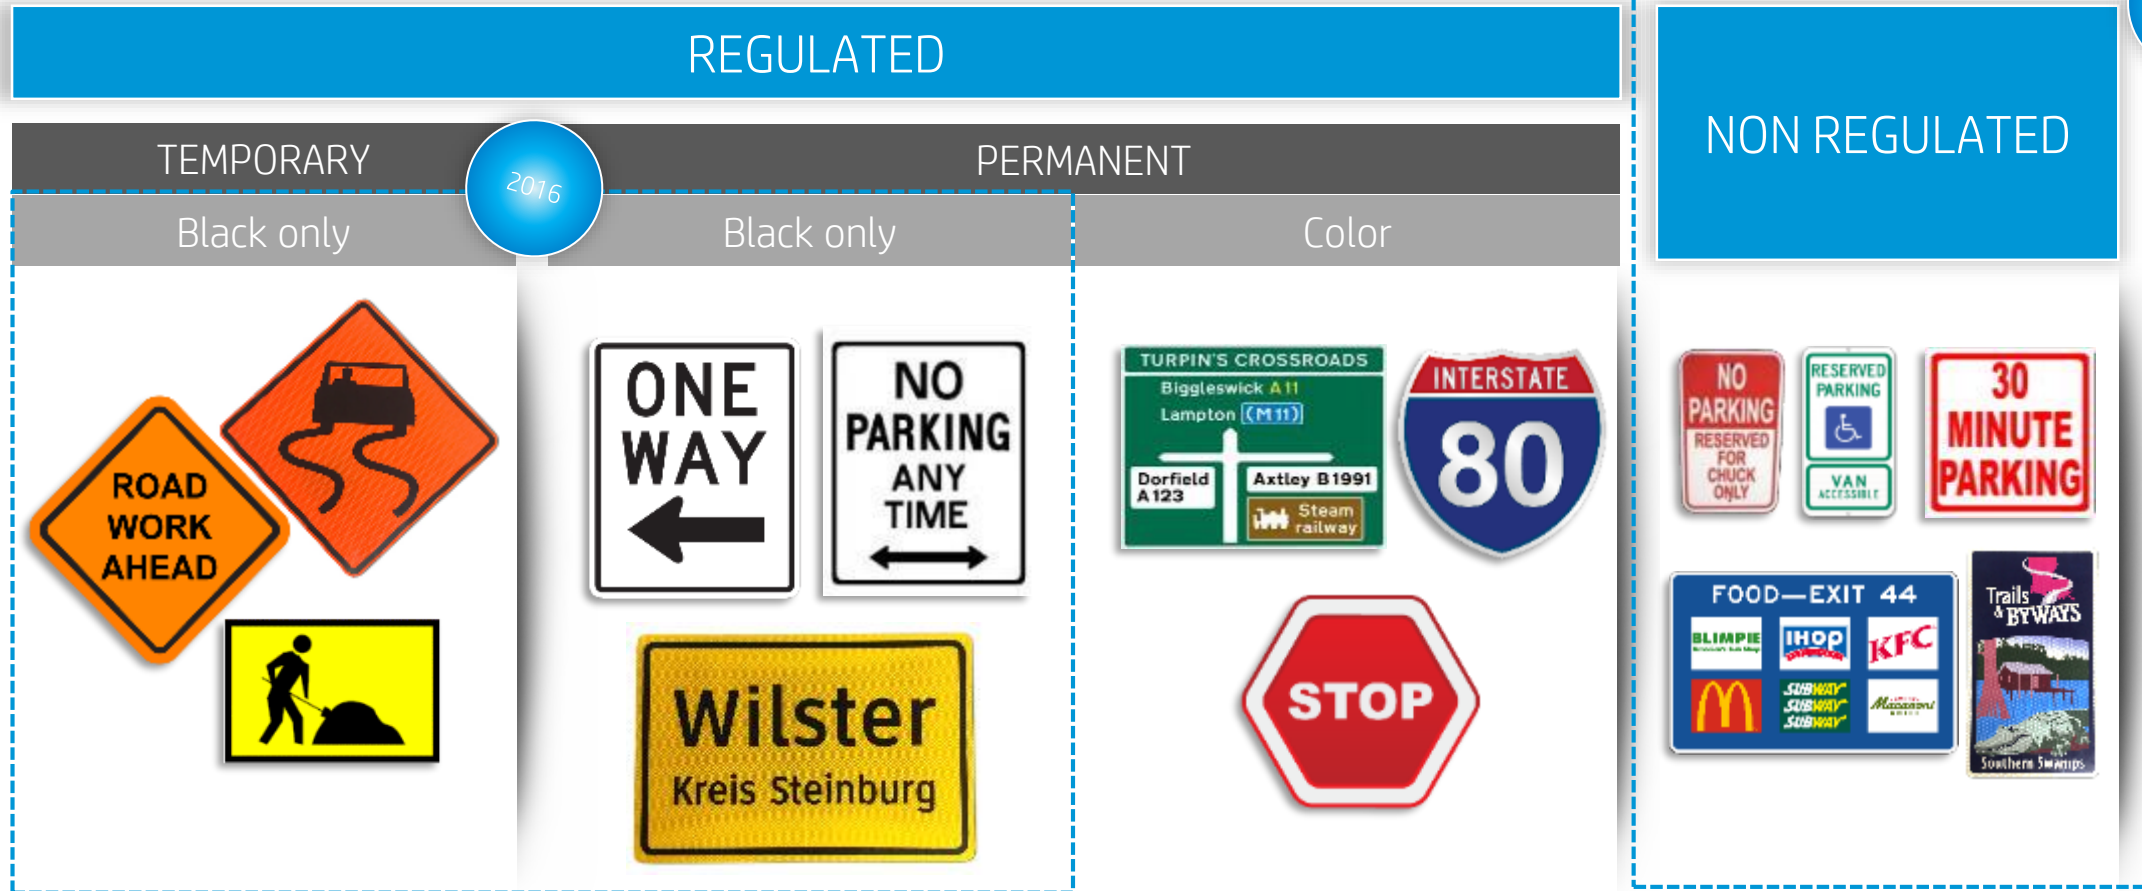 REGULATED
NON REGULATED
TEMPORARY
2016
PERMANENT
Black only
Black only
Color
ROAD
WORK
AHEAD
ONE
WAY
NO
PARKING
ANY
TIME
Wilster
Kreis Steinburg
TURPIN'S CROSSROADS
Biggleswick A11
Lampton (M11)
Dorfield
A123
Axtley B1991
Steam
railway
INTERSTATE
80
STOP
NO
PARKING
RESERVED
FOR
CHUCK
ONLY
RESERVED
PARKING
VAN
ACCESSIBLE
30
MINUTE
PARKING
FOOD—EXIT 44
BLIMPIE
IHOP
KFC
SUBWAY
SUBWAY
SUBWAY
Macaroni
Trails
& BYWAYS
Southern Swamps